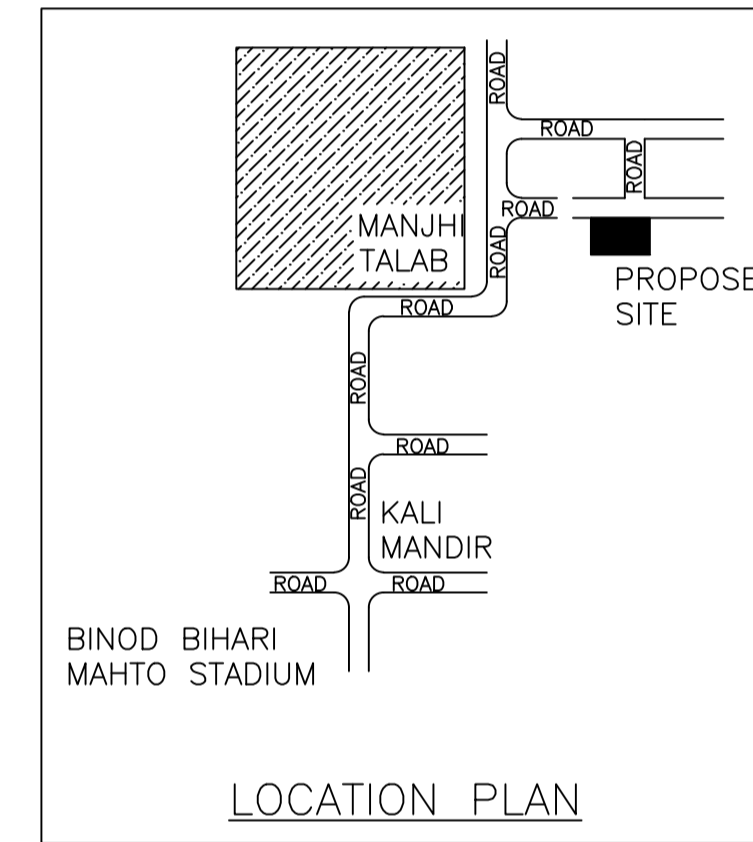 ROAD
ROAD
ROAD
ROAD
MANJHI
TALAB
ROAD
PROPOSE
SITE
ROAD
ROAD
ROAD
ROAD
KALI
MANDIR
ROAD
ROAD
BINOD BIHARI
MAHTO STADIUM
LOCATION PLAN